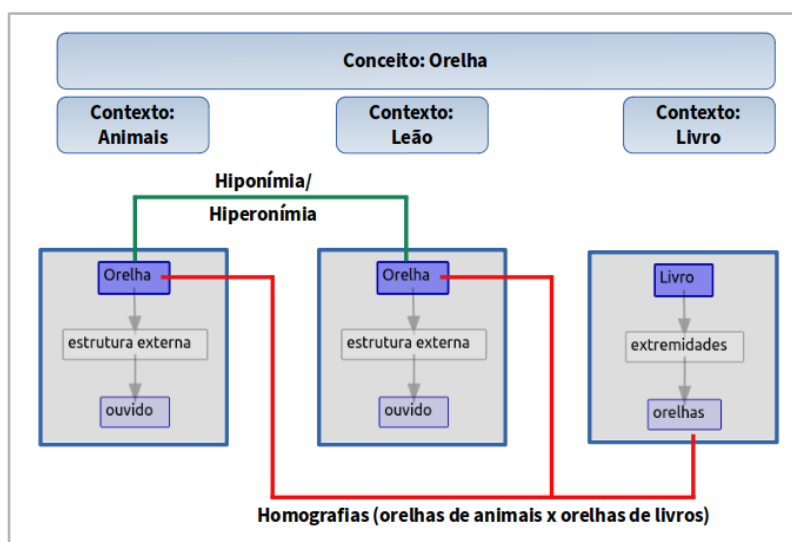 Conceito: Orelha
Contexto:
Animais
Contexto:
Leão
Contexto:
Livro
Hiponímia/
Hiperonímia
Orelha
estrutura externa
ouvido
Orelha
estrutura externa
ouvido
Livro
extremidades
orelhas
Homografias (orelhas de animais x orelhas de livros)